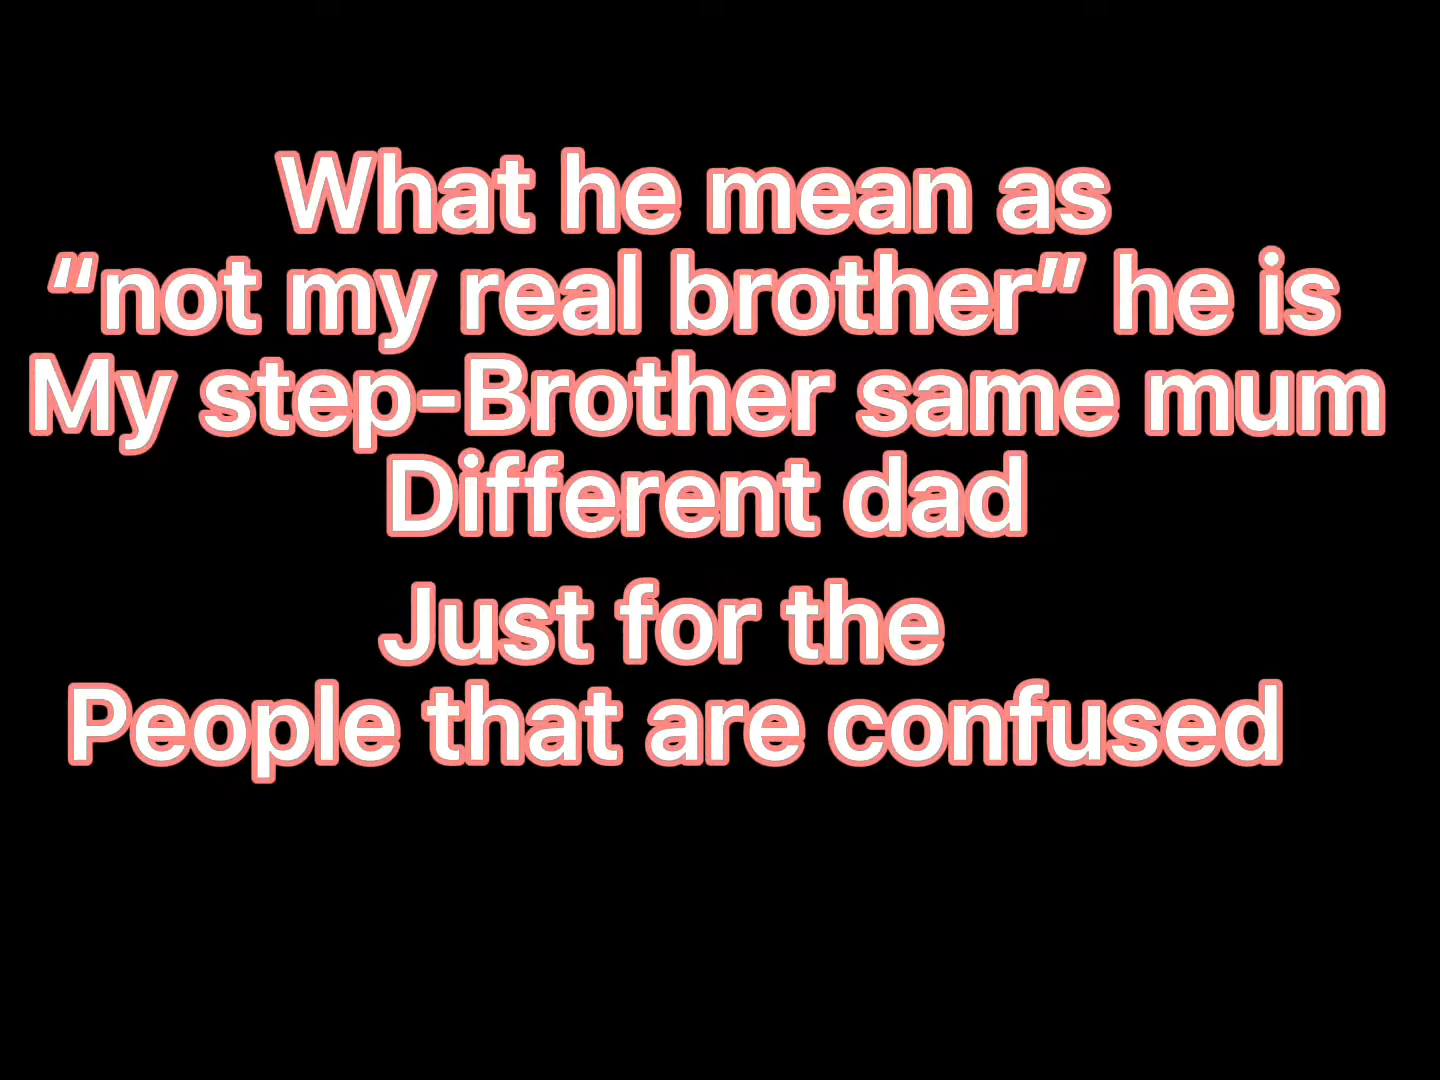 What he mean as
“not my real brother” he is
My step-Brother same mum
Different dad
Just for the
People that are confused